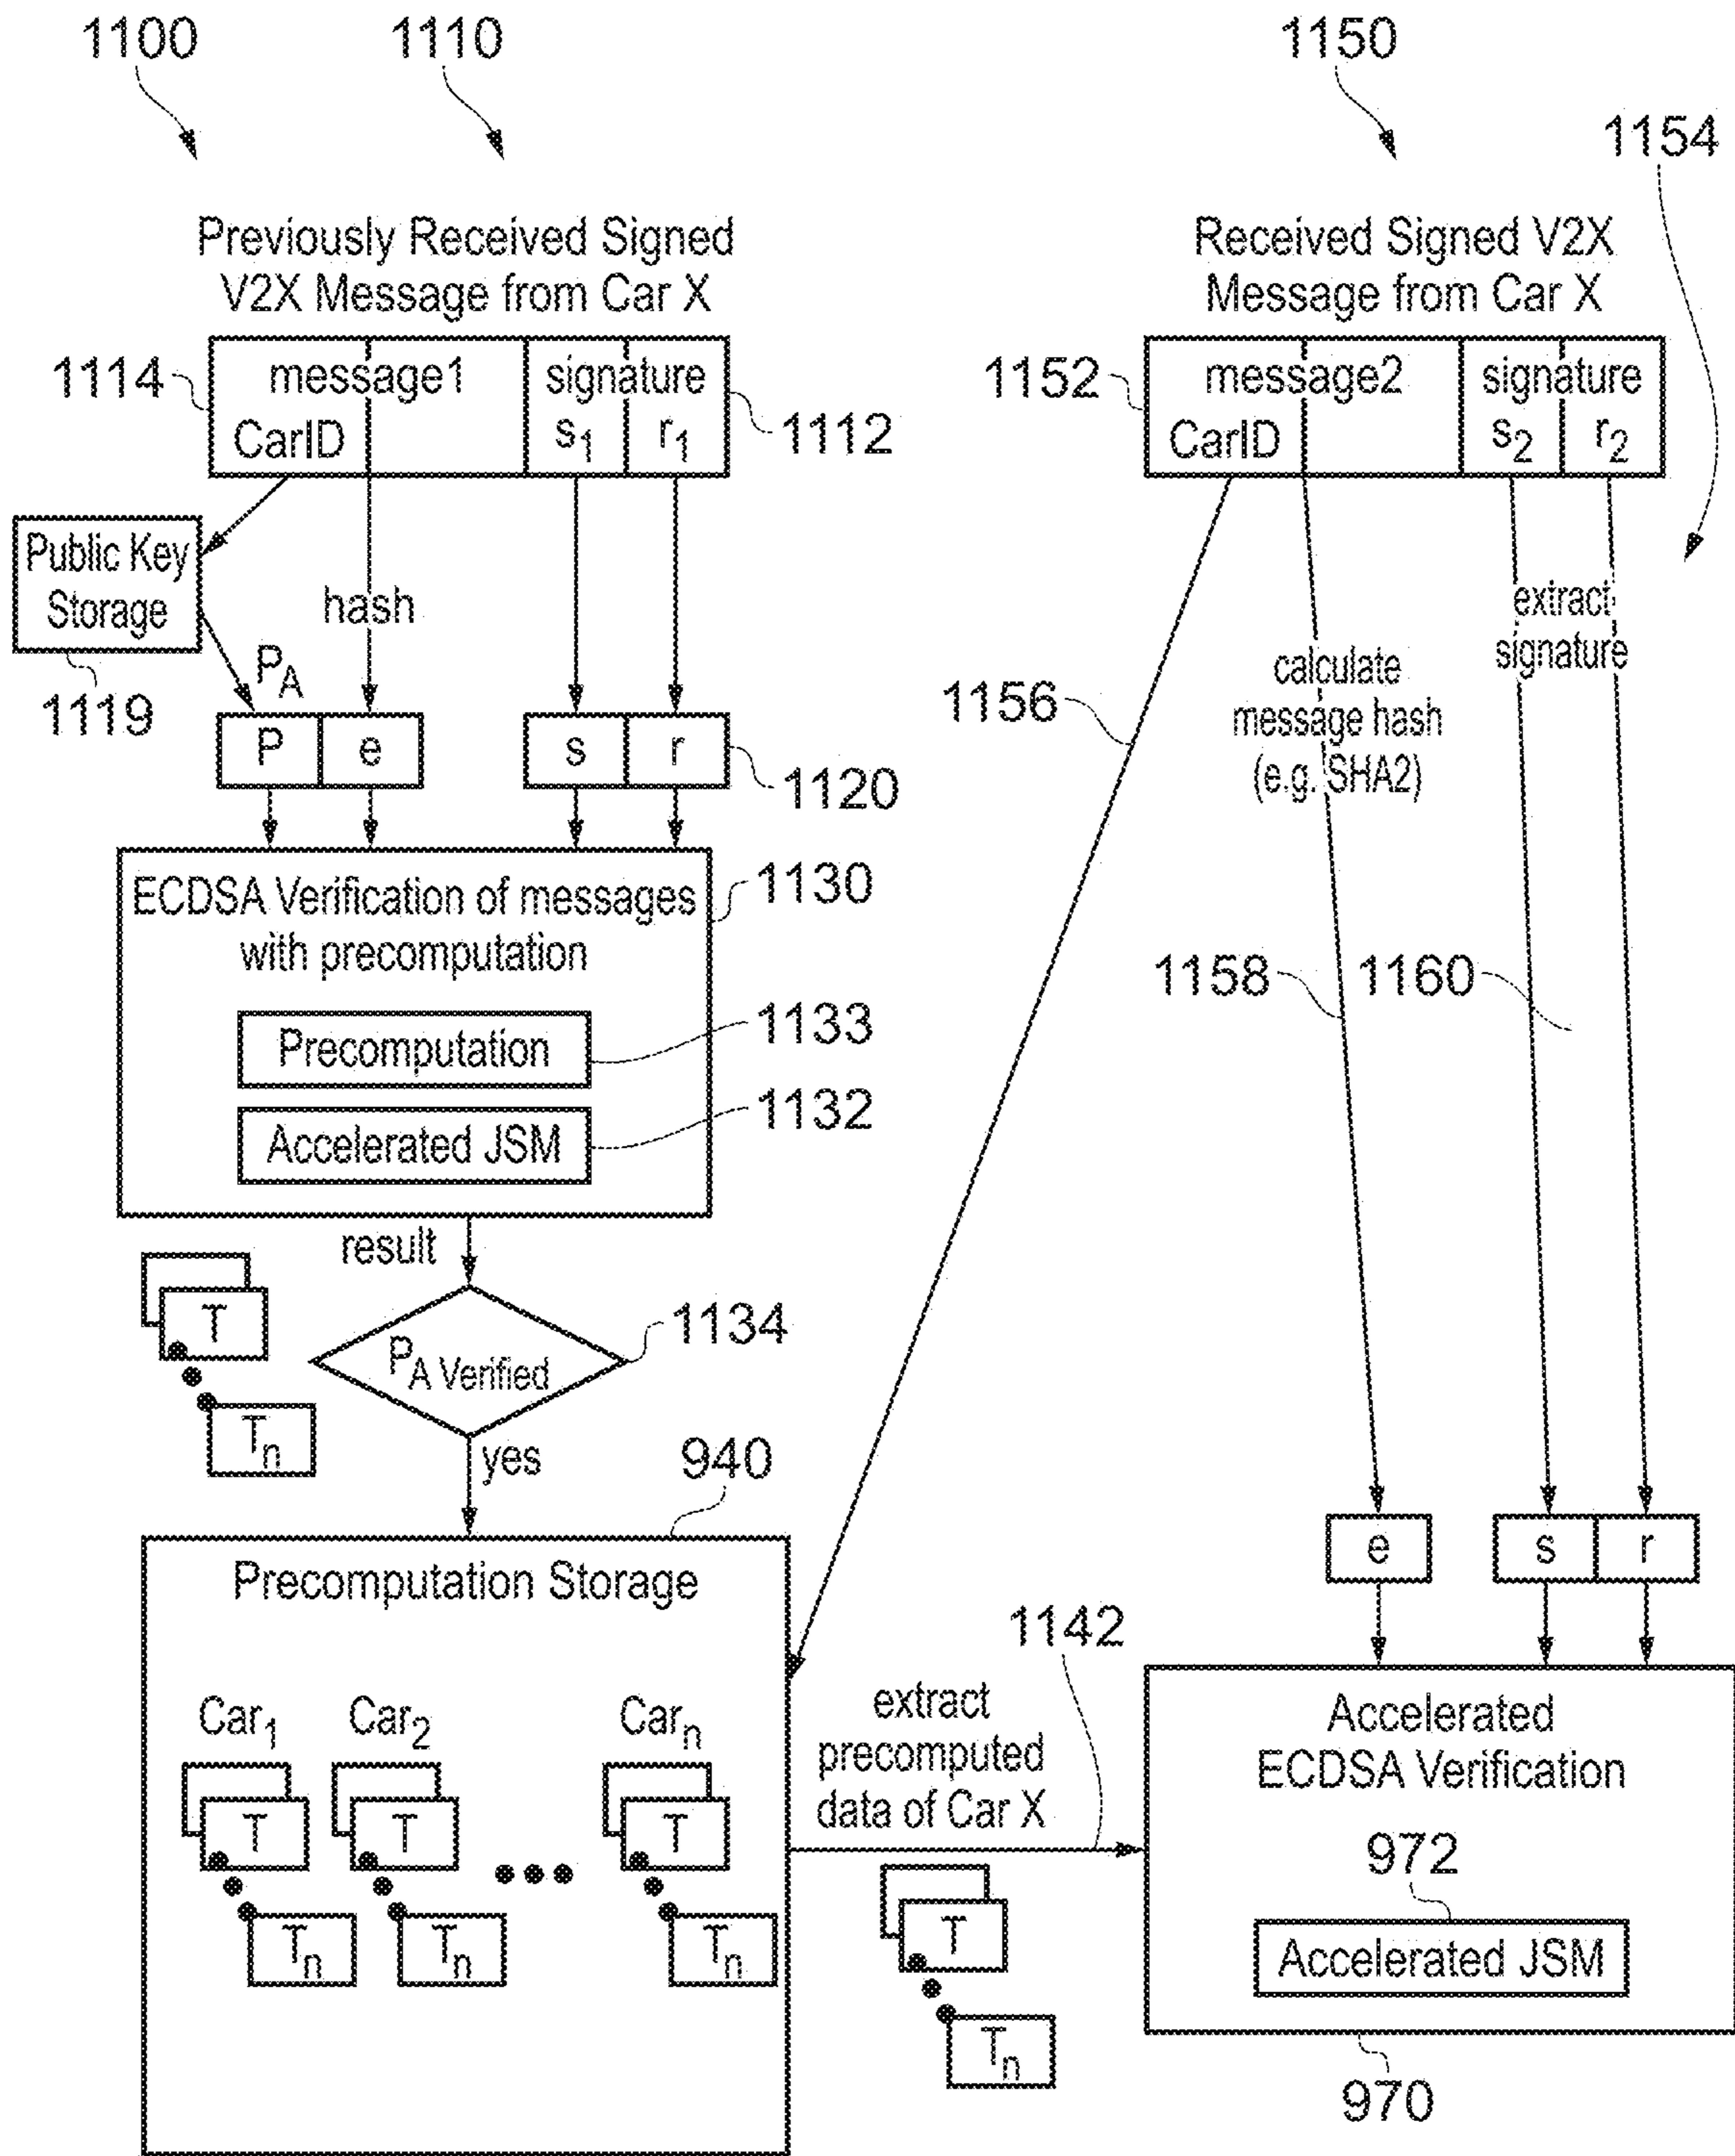 1100
1110
1150
1154
Previously Received Signed
V2X Message from Car X
Received Signed V2X
Message from Car X
1114
message1
signature
CarID
s1
r1
1112
1152
message2
signature
CarID
s2
r2
Public Key
Storage
1119
hash
PA
P
e
s
r
1120
1156
calculate
message hash
(e.g. SHA2)
extract
signature
1158
1160
ECDSA Verification of messages
with precomputation
1130
Precomputation
1133
Accelerated JSM
1132
result
T
Tn
PA Verified
1134
yes
940
Precomputation Storage
Car1
Car2
Carn
T
T
T
Tn
Tn
Tn
1142
extract
precomputed
data of Car X
T
Tn
e
s
r
Accelerated
ECDSA Verification
972
Accelerated JSM
970